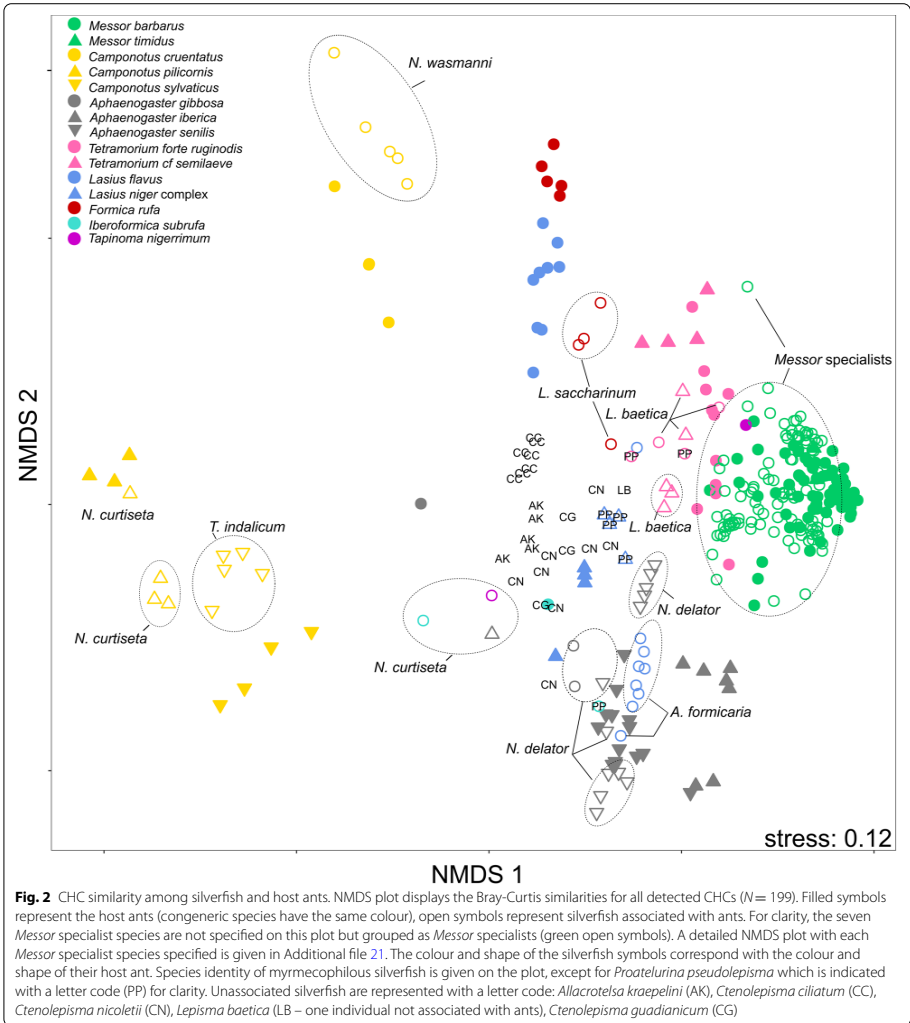 Messor barbarus
Messor timidus
Camponotus cruentatus
Camponotus pilicornis
Camponotus sylvaticus
Aphaenogaster gibbosa
Aphaenogaster iberica
Aphaenogaster senilis
Tetramorium forte ruginodis
Tetramorium cf semilaeve
Lasius flavus
Lasius niger complex
Formica rufa
Iberoformica subrufa
Tapinoma nigerrimum
N. wasmanni
Messor specialists
L. saccharinum
L. baetica
CC
CC
CC
CC
CC
CC
CC
PP
PP
N. curtiseta
CN
LB
T. indalicum
AK
AK
CG
PP
PP
PP
L. baetica
AK
AK
CN
CG
CN
CN
PP
AK
CN
CN
N. delator
CG
CN
N. curtiseta
N. curtiseta
CN
PP
A. formicaria
N. delator
NMDS 2
stress: 0.12
NMDS 1
Fig. 2 CHC similarity among silverfish and host ants. NMDS plot displays the Bray-Curtis similarities for all detected CHCs (N = 199). Filled symbols
represent the host ants (congeneric species have the same colour), open symbols represent silverfish associated with ants. For clarity, the seven
Messor specialist species are not specified on this plot but grouped as Messor specialists (green open symbols). A detailed NMDS plot with each
Messor specialist species specified is given in Additional file 21. The colour and shape of the silverfish symbols correspond with the colour and
shape of their host ant. Species identity of myrmecophilous silverfish is given on the plot, except for Proatelurina pseudolepisma which is indicated
with a letter code (PP) for clarity. Unassociated silverfish are represented with a letter code: Allacrotelsa kraepelini (AK), Ctenolepisma ciliatum (CC),
Ctenolepisma nicoletii (CN), Lepisma baetica (LB – one individual not associated with ants), Ctenolepisma guadianicum (CG)